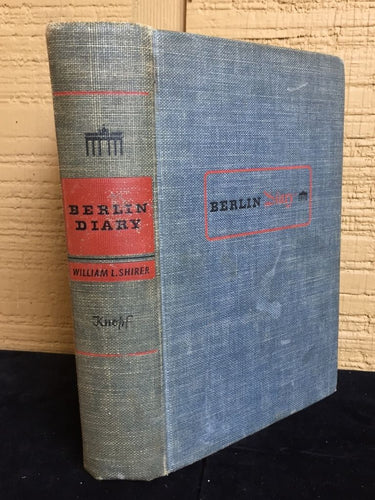 BERLIN
DIARY
WILLIAM L. SHIRER
Knopf
BERLIN Diary